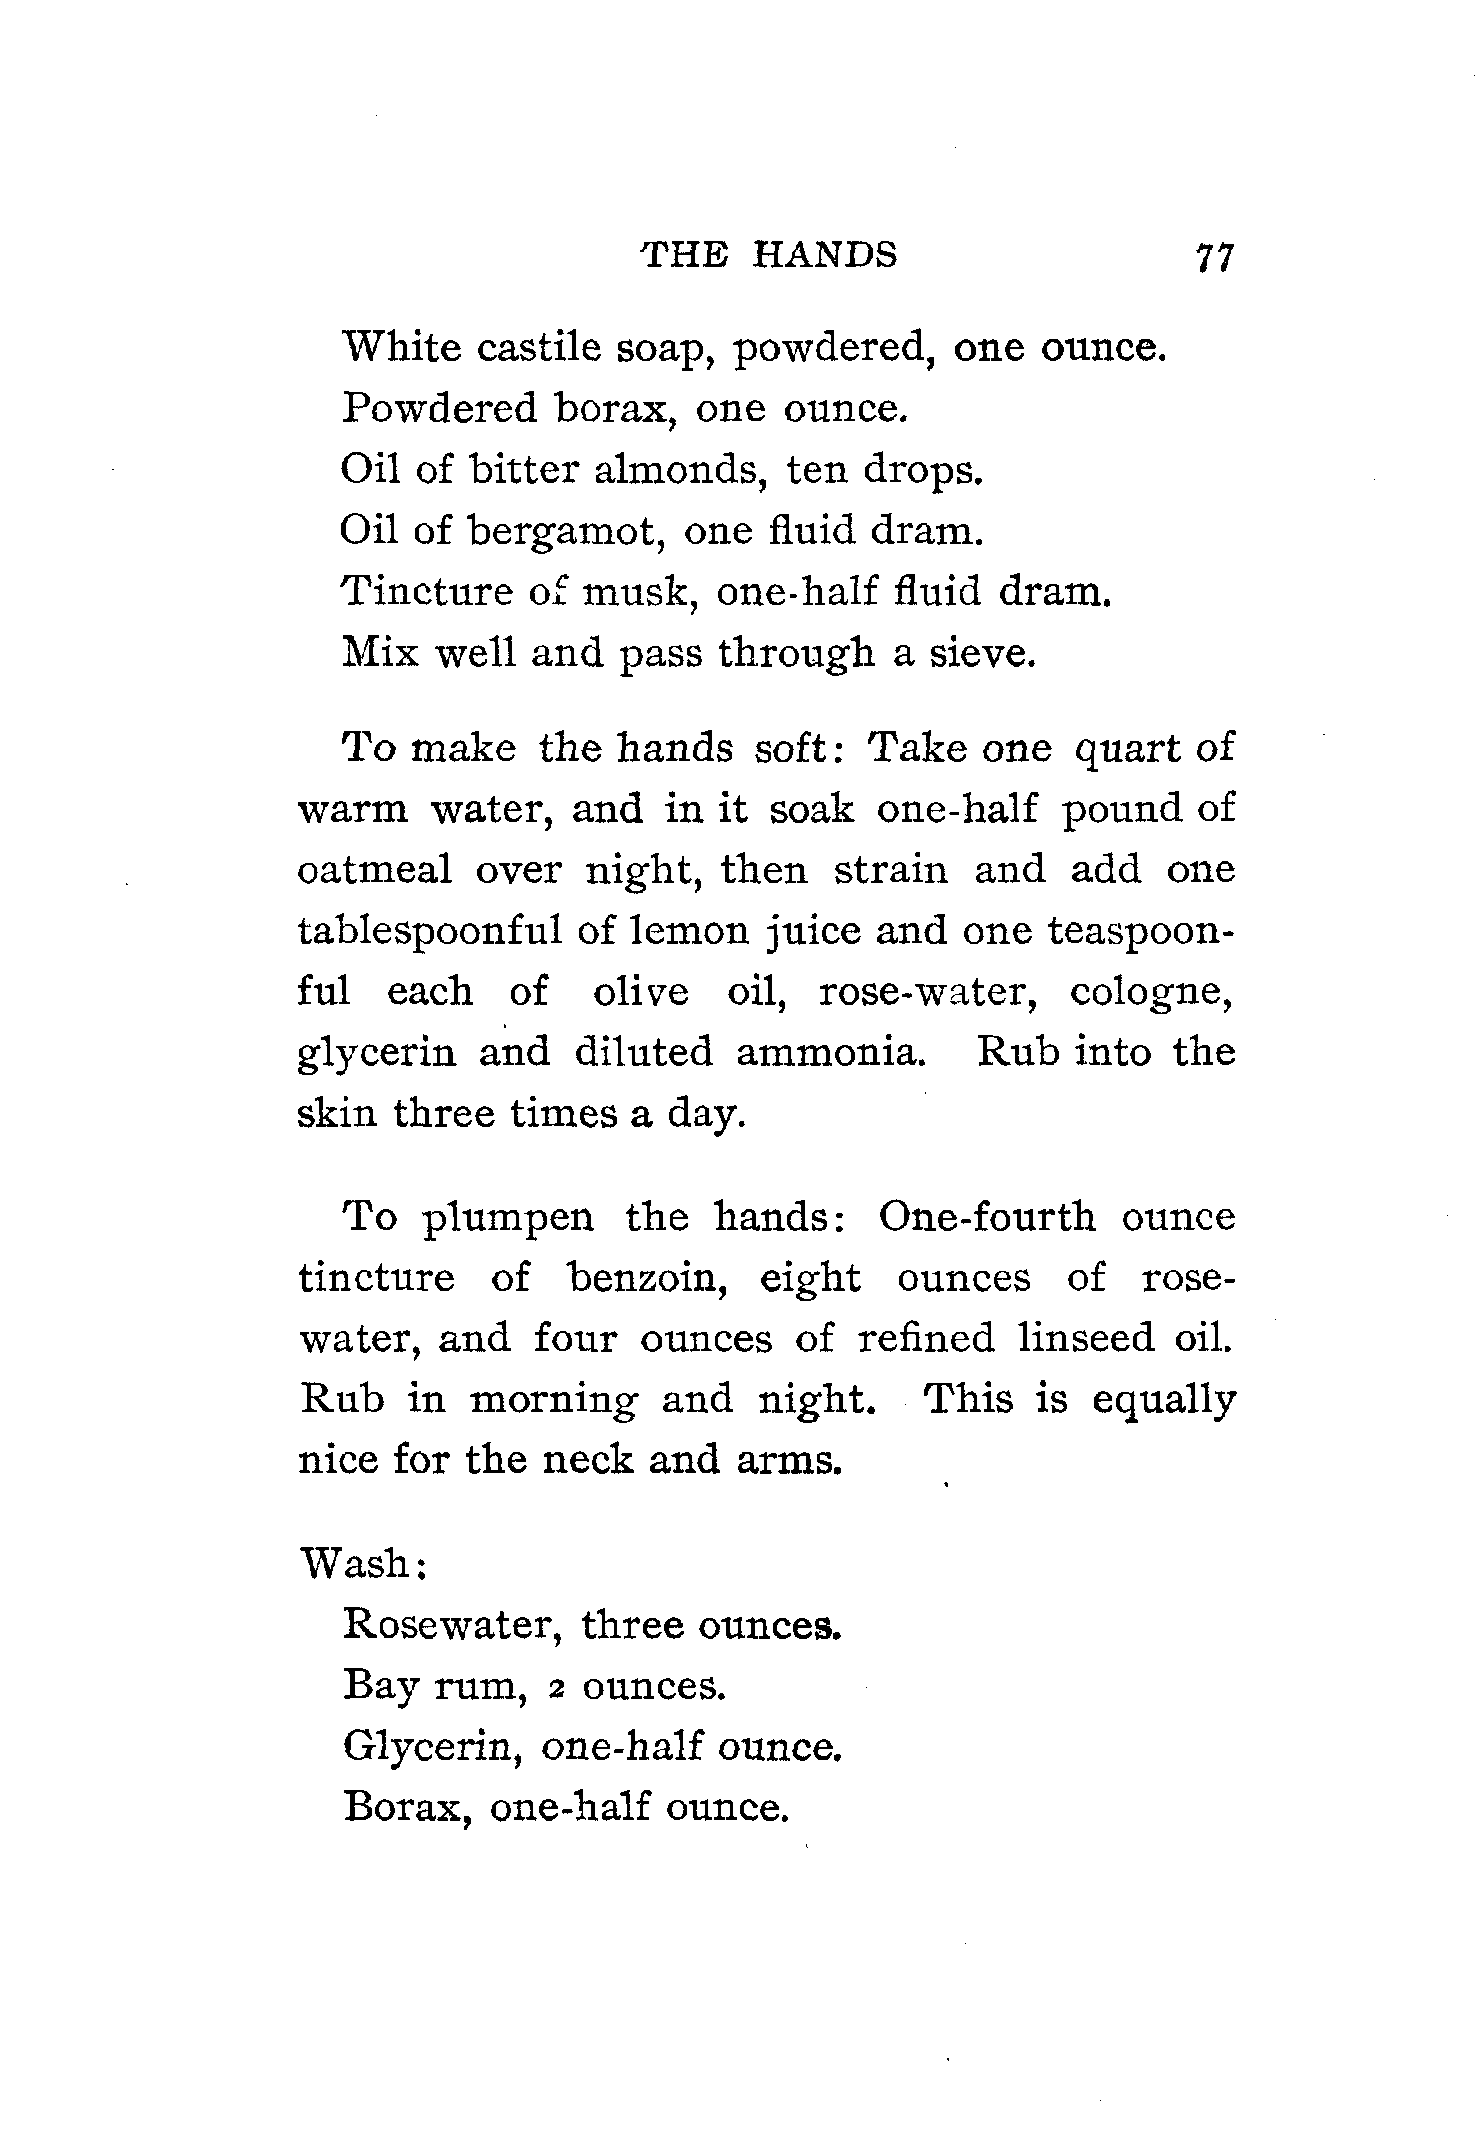 THE HANDS 77
White castile soap, powdered, one ounce.
Powdered borax, one ounce.
Oil of bitter almonds, ten drops.
Oil of bergamot, one fluid dram.
Tincture of musk, one-half fluid dram.
Mix well and pass through a sieve.
To make the hands soft: Take one quart of
warm water, and in it soak one-half pound of
oatmeal over night, then strain and add one
tablespoonful of lemon juice and one teaspoon-
ful each of olive oil, rose-water, cologne,
glycerin and diluted ammonia. Rub into the
skin three times a day.
To plumpen the hands: One-fourth ounce
tincture of benzoin, eight ounces of rose-
water, and four ounces of refined linseed oil.
Rub in morning and night. This is equally
nice for the neck and arms.
Wash:
Rosewater, three ounces.
Bay rum, 2 ounces.
Glycerin, one-half ounce.
Borax, one-half ounce.